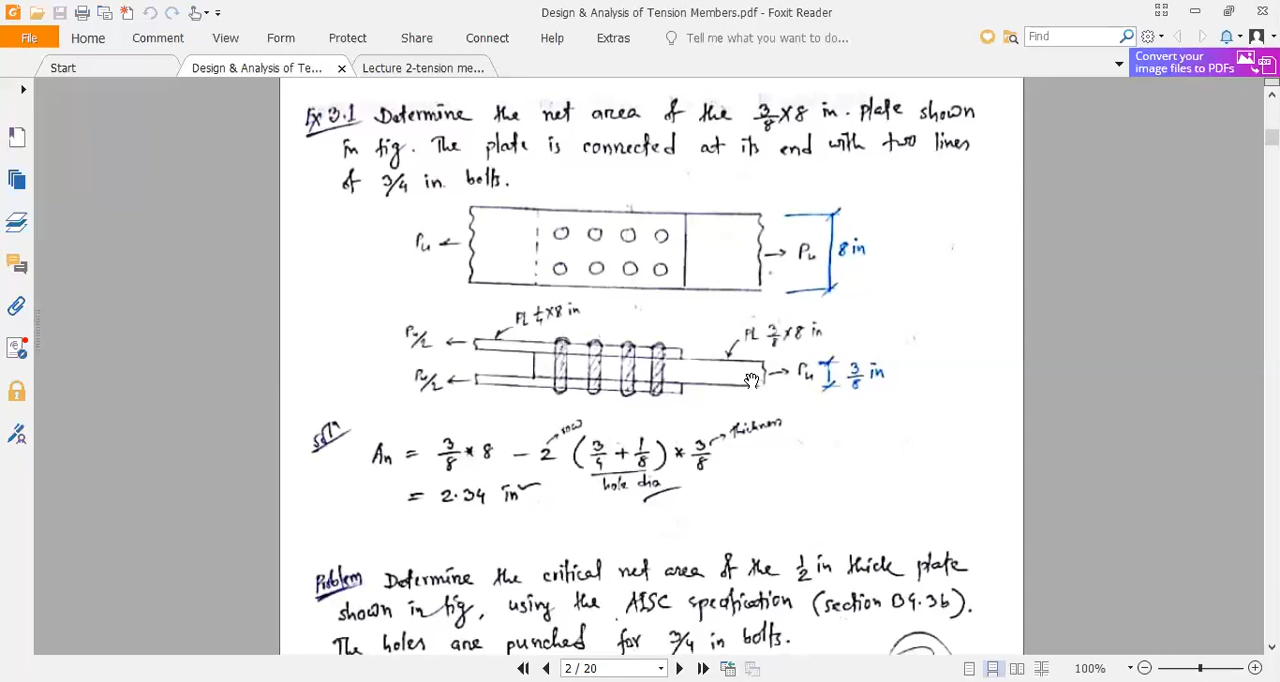 Design & Analysis of Tension Members.pdf - Foxit Reader
File Home Comment View Form Protect Share Connect Help Extras Tell me what you want to do... Find
Start Design & Analysis of Te... Lecture 2-tension me...
Convert your
image files to PDFs
Ex 3.1 Determine the net area of the 3/8 x 8 in. plate shown
in fig. The plate is connected at its end with two lines
of 3/4 in. bolts.
Pu Pu 8 in
PL 1/4 x 8 in
Pu/2 PL 3/8 x 8 in
Pu/2 Pu 3/8 in
Soln
row thickness
An = 3/8 * 8 - 2 (3/4 + 1/8) * 3/8
hole dia
= 2.34 in²
Problem Determine the critical net area of the 1/2 in thick plate
shown in fig, using the AISC specification (section B4.3b).
The holes are punched for 3/4 in bolts.
2 / 20 100%